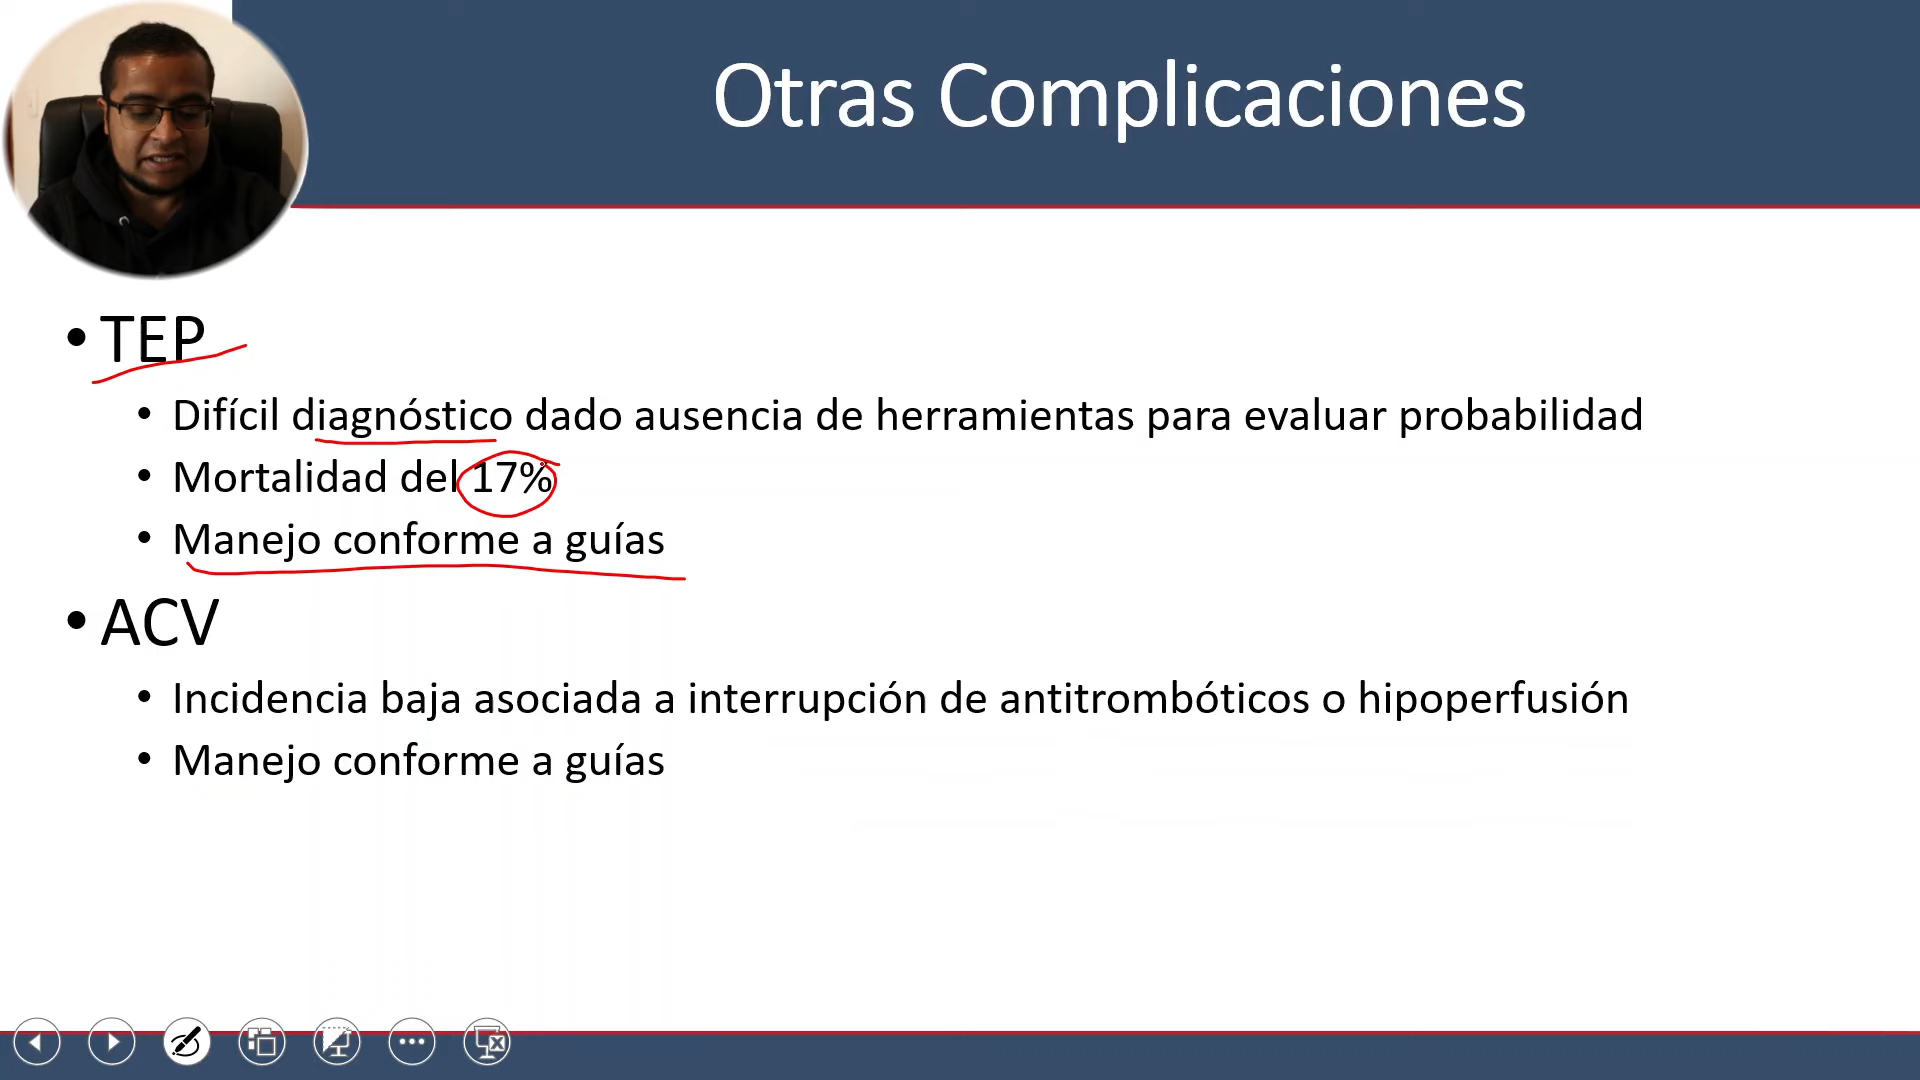 Otras Complicaciones
• TEP
• Difícil diagnóstico dado ausencia de herramientas para evaluar probabilidad
• Mortalidad del 17%
• Manejo conforme a guías
• ACV
• Incidencia baja asociada a interrupción de antitrombóticos o hipoperfusión
• Manejo conforme a guías